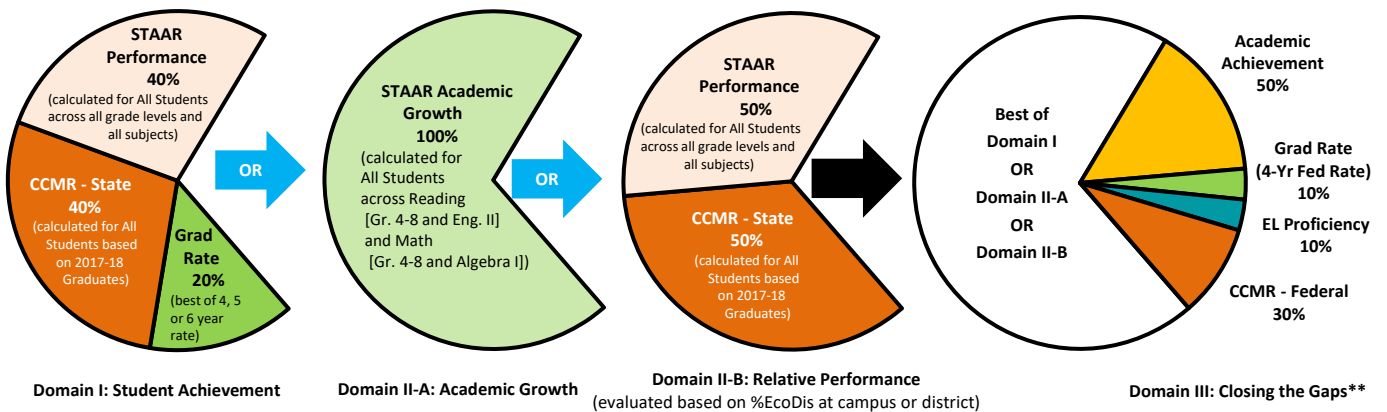 STAAR
Performance
40%
(calculated for All Students
across all grade levels and
all subjects)
CCMR - State
40%
(calculated for All
Students based
on 2017-18
Graduates)
Grad
Rate
20%
(best of 4, 5
or 6 year
rate)
Domain I: Student Achievement
OR
STAAR Academic
Growth
100%
(calculated for
All Students
across Reading
[Gr. 4-8 and Eng. II]
and Math
[Gr. 4-8 and Algebra I])
Domain II-A: Academic Growth
OR
STAAR
Performance
50%
(calculated for All Students
across all grade levels and
all subjects)
CCMR - State
50%
(calculated for All
Students based
on 2017-18
Graduates)
Domain II-B: Relative Performance
(evaluated based on %EcoDis at campus or district)
Best of
Domain I
OR
Domain II-A
OR
Domain II-B
Academic
Achievement
50%
Grad Rate
(4-Yr Fed Rate)
10%
EL Proficiency
10%
CCMR - Federal
30%
Domain III: Closing the Gaps**